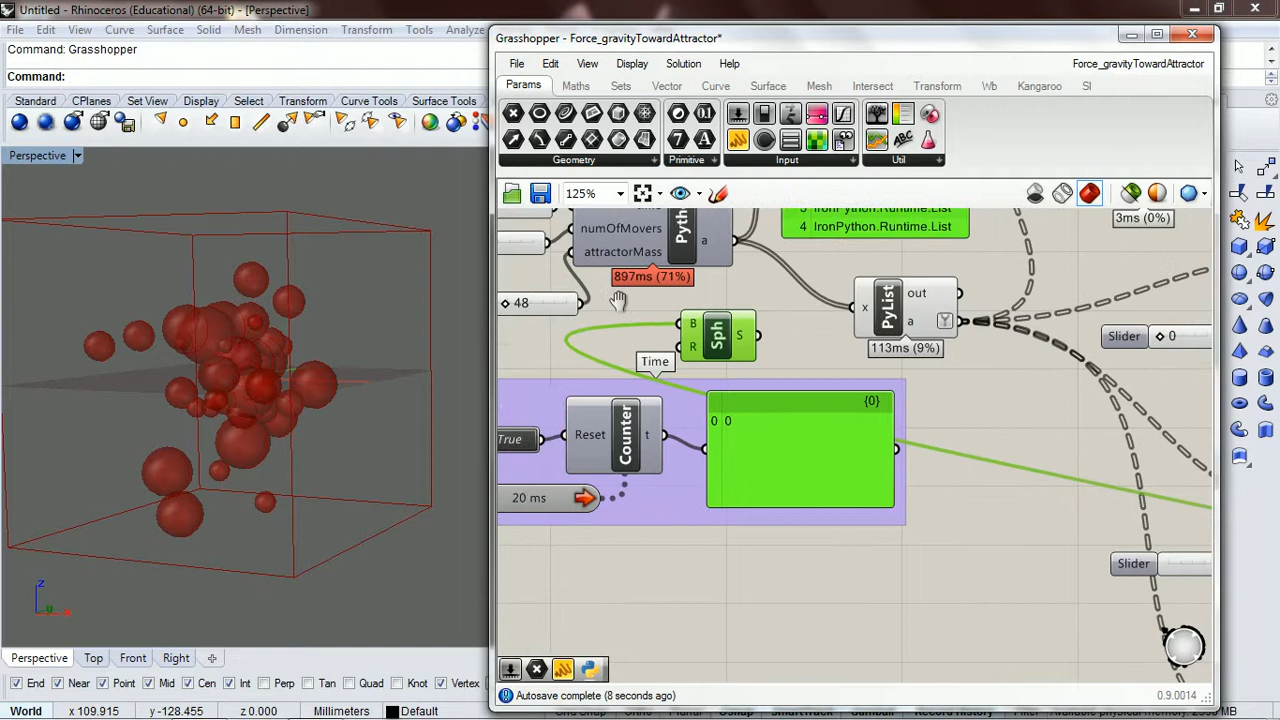 Untitled - Rhinoceros (Educational) (64-bit) - [Perspective]
File Edit View Curve Surface Solid Mesh Dimension Transform Tools Analyze
Command: Grasshopper
Command:
Standard CPlanes Set View Display Select Transform Curve Tools Surface Tools
Perspective
z
y
x
Perspective Top Front Right
End Near Point Mid Cen Int Perp Tan Quad Knot Vertex
World x 109.915 y -128.455 z 0.000 Millimeters Default
Grasshopper - Force_gravityTowardAttractor*
File Edit View Display Solution Help Force_gravityTowardAttractor
Params Maths Sets Vector Curve Surface Mesh Intersect Transform Wb Kangaroo SI
Geometry Primitive Input Util
125%
numOfMovers
attractorMass
a
897ms (71%)
4 IronPython.Runtime.List
3ms (0%)
48
B
R
Sph
S
x
PyList
out
a
113ms (9%)
Slider 0
Time
True
Reset
Counter
t
{0}
0 0
20 ms
Slider
Autosave complete (8 seconds ago)
0.9.0014